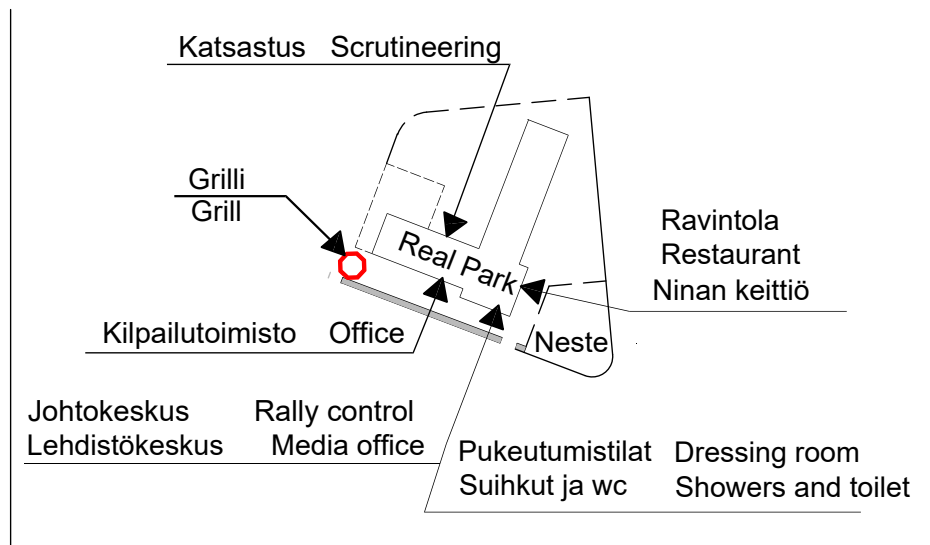 Katsastus Scrutineering
Grilli
Grill
Real Park
Ravintola
Restaurant
Ninan keittiö
Kilpailutoimisto Office
Neste
Johtokeskus Rally control
Lehdistökeskus Media office
Pukeutumistilat Dressing room
Suihkut ja wc Showers and toilet